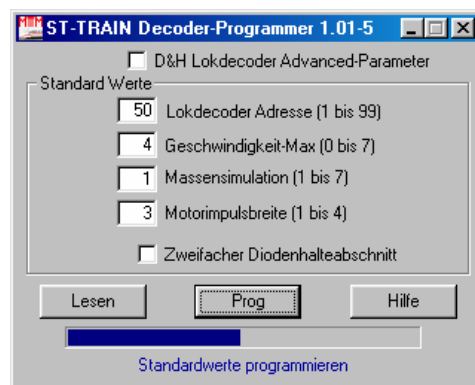 ST-TRAIN Decoder-Programmer 1.01-5
D&H Lokdecoder Advanced-Parameter
Standard Werte
50 Lokdecoder Adresse (1 bis 99)
4 Geschwindigkeit-Max (0 bis 7)
1 Massensimulation (1 bis 7)
3 Motorimpulsbreite (1 bis 4)
Zweifacher Diodenhalteabschnitt
Lesen Prog Hilfe
Standardwerte programmieren